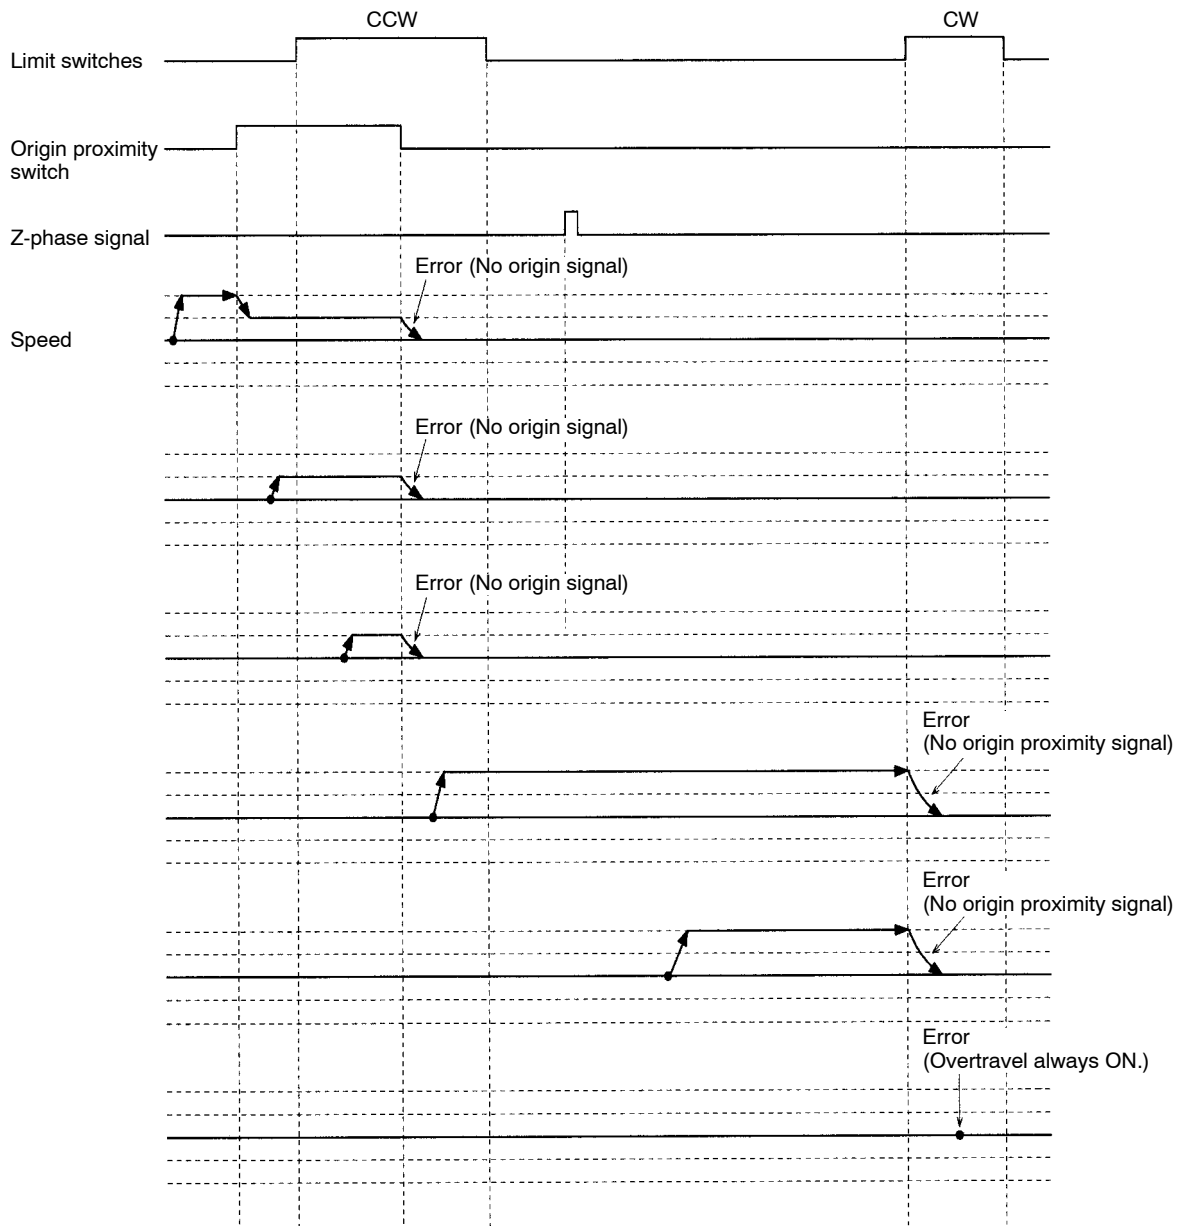 CCW
CW
Limit switches
Origin proximity
switch
Z-phase signal
Error (No origin signal)
Speed
Error (No origin signal)
Error (No origin signal)
Error
(No origin proximity signal)
Error
(No origin proximity signal)
Error
(Overtravel always ON.)